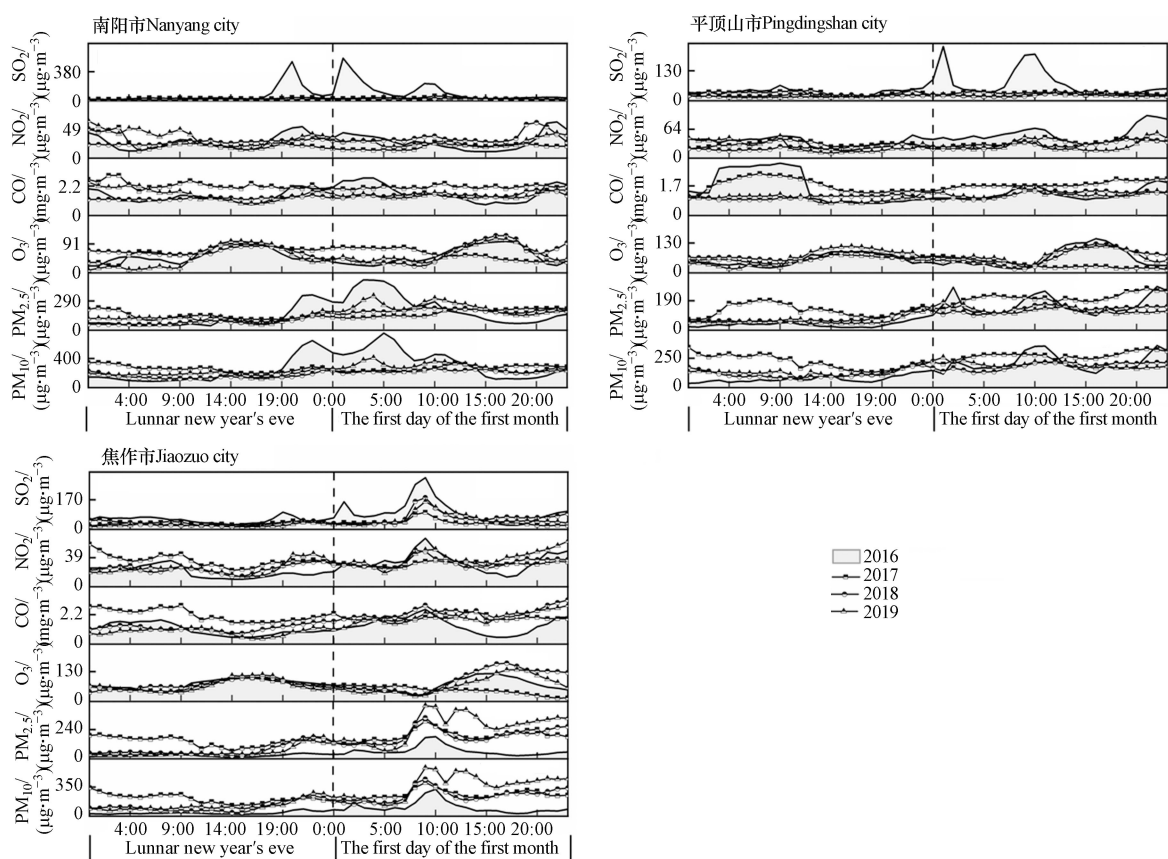 南阳市Nanyang city
SO₂/(μg·m⁻³)
380
0
NO₂/(μg·m⁻³)
49
0
CO/(mg·m⁻³)
2.2
0
O₃/(μg·m⁻³)
91
0
PM₂.₅/(μg·m⁻³)
290
0
PM₁₀/(μg·m⁻³)
400
0
4:00 9:00 14:00 19:00 0:00 5:00 10:00 15:00 20:00
Lunnar new year's eve The first day of the first month
平顶山市Pingdingshan city
SO₂/(μg·m⁻³)
130
0
NO₂/(μg·m⁻³)
64
0
CO/(mg·m⁻³)
1.7
0
O₃/(μg·m⁻³)
130
0
PM₂.₅/(μg·m⁻³)
190
0
PM₁₀/(μg·m⁻³)
250
0
4:00 9:00 14:00 19:00 0:00 5:00 10:00 15:00 20:00
Lunnar new year's eve The first day of the first month
焦作市Jiaozuo city
SO₂/(μg·m⁻³)
170
0
NO₂/(μg·m⁻³)
39
0
CO/(mg·m⁻³)
2.2
0
O₃/(μg·m⁻³)
130
0
PM₂.₅/(μg·m⁻³)
240
0
PM₁₀/(μg·m⁻³)
350
0
4:00 9:00 14:00 19:00 0:00 5:00 10:00 15:00 20:00
Lunnar new year's eve The first day of the first month
2016
2017
2018
2019